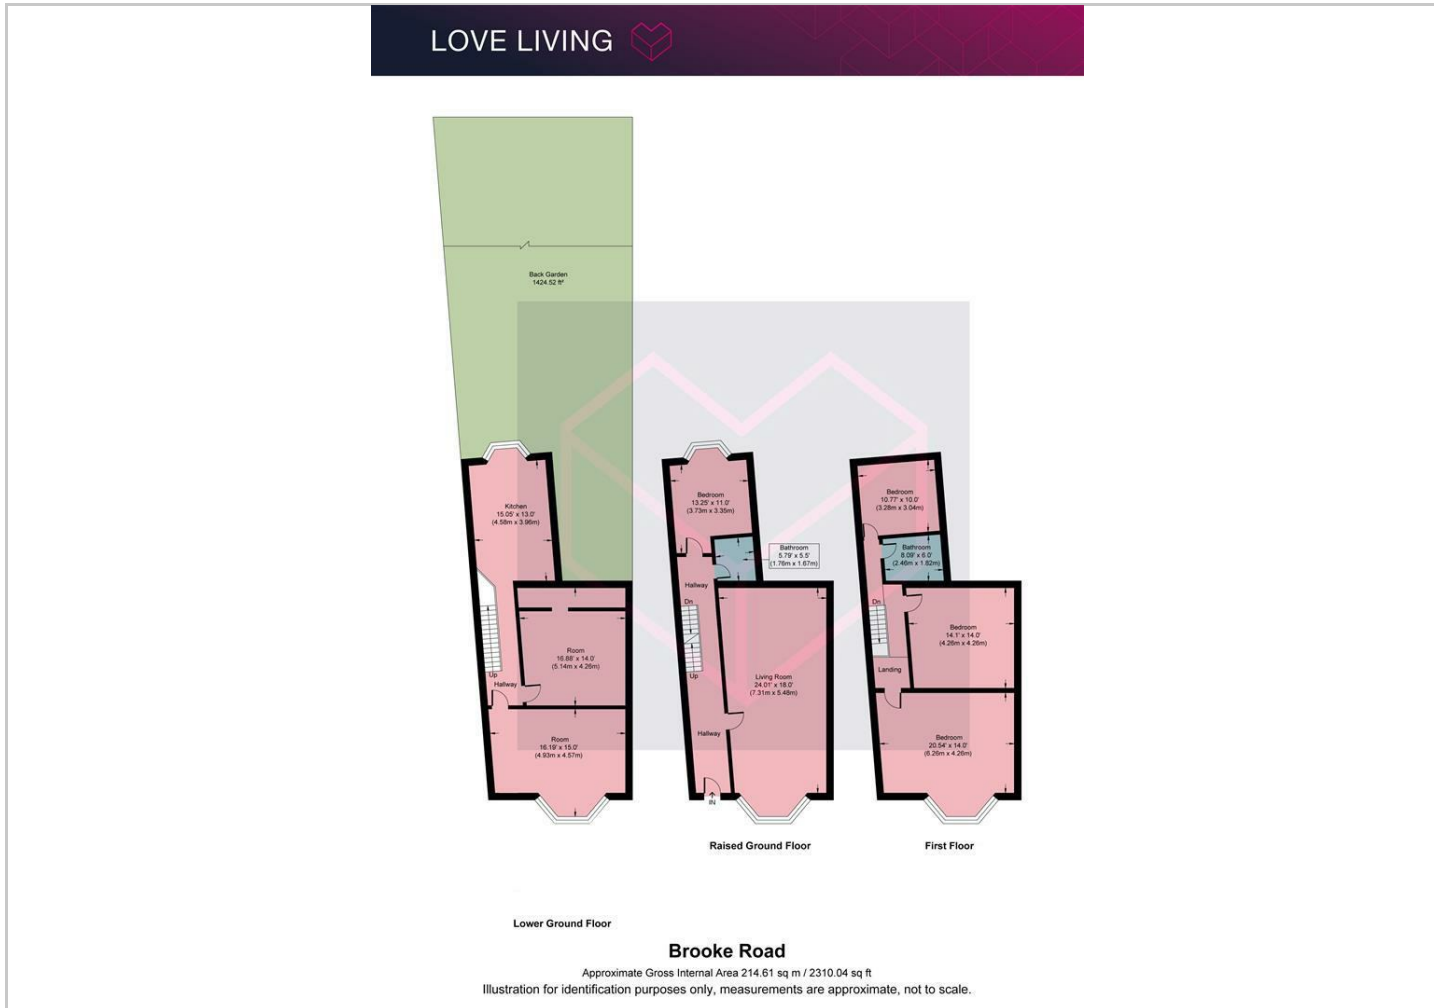 LOVE LIVING
Back Garden
1424.52 ft²
Kitchen
15.05' x 13.0'
(4.58m x 3.96m)
Up
Hallway
Room
16.88' x 14.0'
(5.14m x 4.26m)
Room
16.19' x 15.0'
(4.93m x 4.57m)
Lower Ground Floor
Bedroom
13.25' x 11.0'
(3.73m x 3.35m)
Bathroom
5.79' x 5.5'
(1.76m x 1.67m)
Hallway
Dn
Up
Living Room
24.01' x 18.0'
(7.31m x 5.48m)
Hallway
IN
Raised Ground Floor
Bedroom
10.77' x 10.0'
(3.28m x 3.04m)
Bathroom
8.09' x 6.0'
(2.46m x 1.82m)
Dn
Bedroom
14.1' x 14.0'
(4.26m x 4.26m)
Landing
Bedroom
20.54' x 14.0'
(6.26m x 4.26m)
First Floor
Brooke Road
Approximate Gross Internal Area 214.61 sq m / 2310.04 sq ft
Illustration for identification purposes only, measurements are approximate, not to scale.